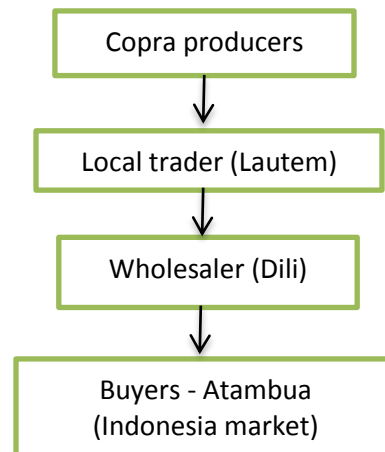 Copra producers
Local trader (Lautem)
Wholesaler (Dili)
Buyers - Atambua
(Indonesia market)